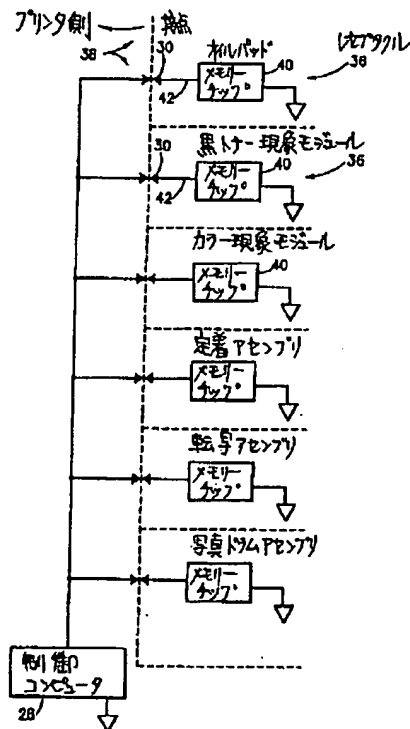 プリンタ側 ← 接点
38 30 オイルパッド レセプタクル
メモリー 40 36
チップ
42
黒トナー現象モジュール
30 メモリー 40 36
チップ
42
カラー現象モジュール
メモリー 40
チップ
定着アセンブリ
メモリー
チップ
転写アセンブリ
メモリー
チップ
写真ドラムアセンブリ
メモリー
チップ
制御
コンピュータ
28